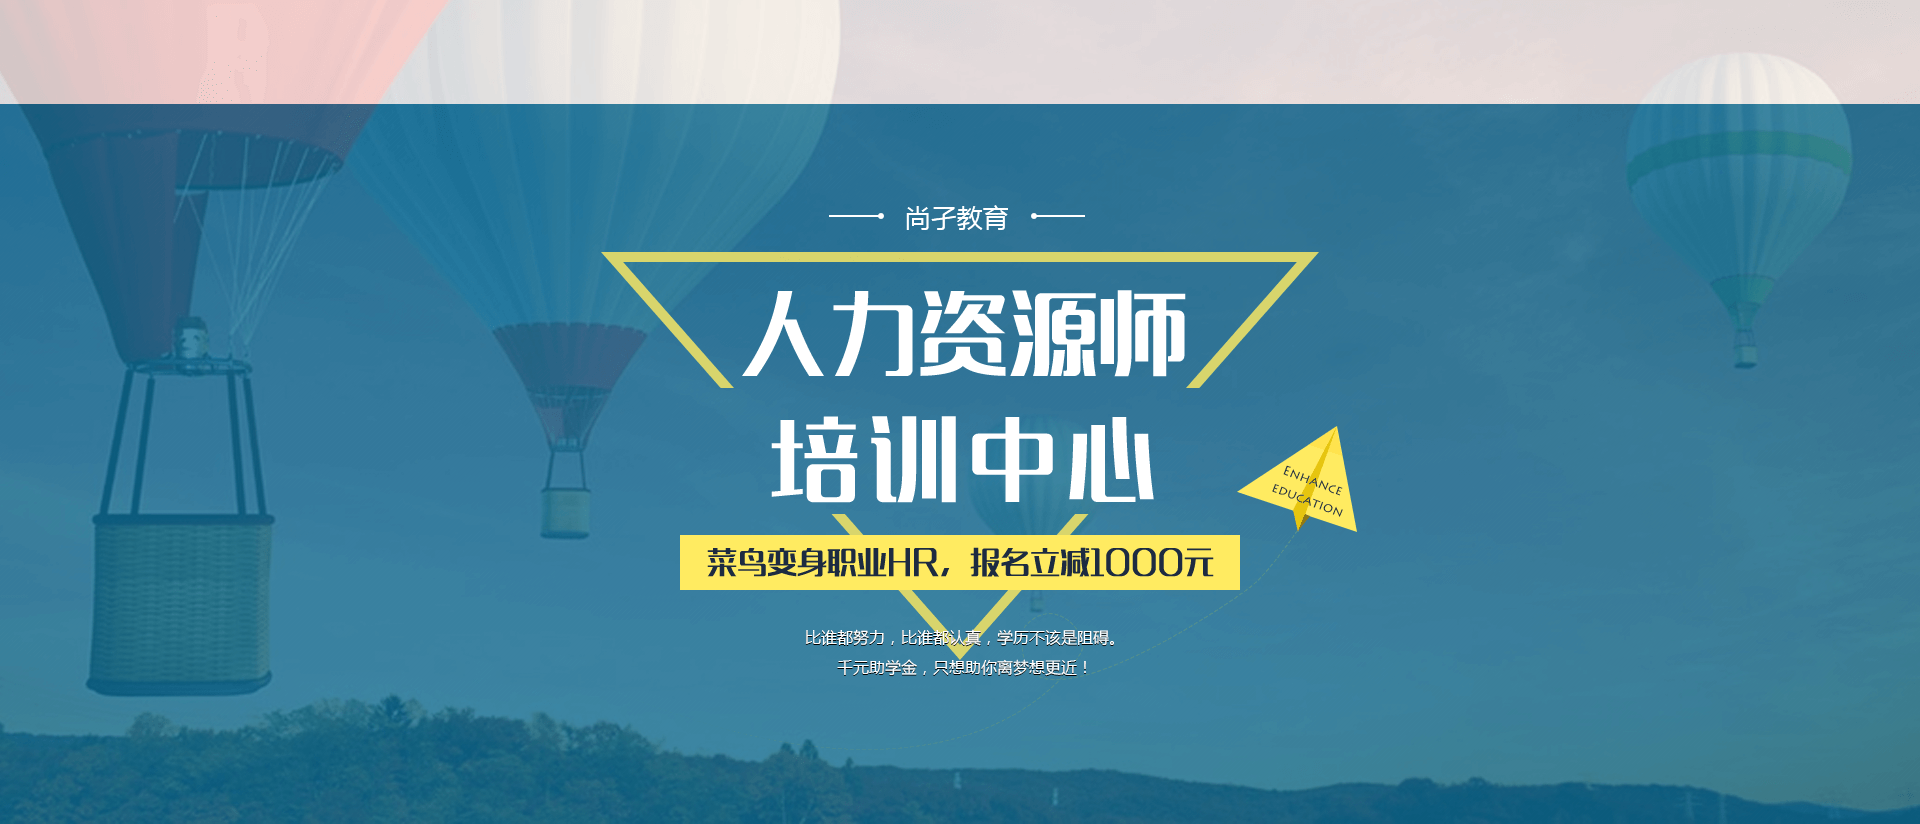 尚孑教育
人力资源师
培训中心
ENHANCE
EDUCATION
菜鸟变身职业HR，报名立减1000元
比谁都努力，比谁都认真，学历不该是阻碍。
千元助学金，只想助你离梦想更近！